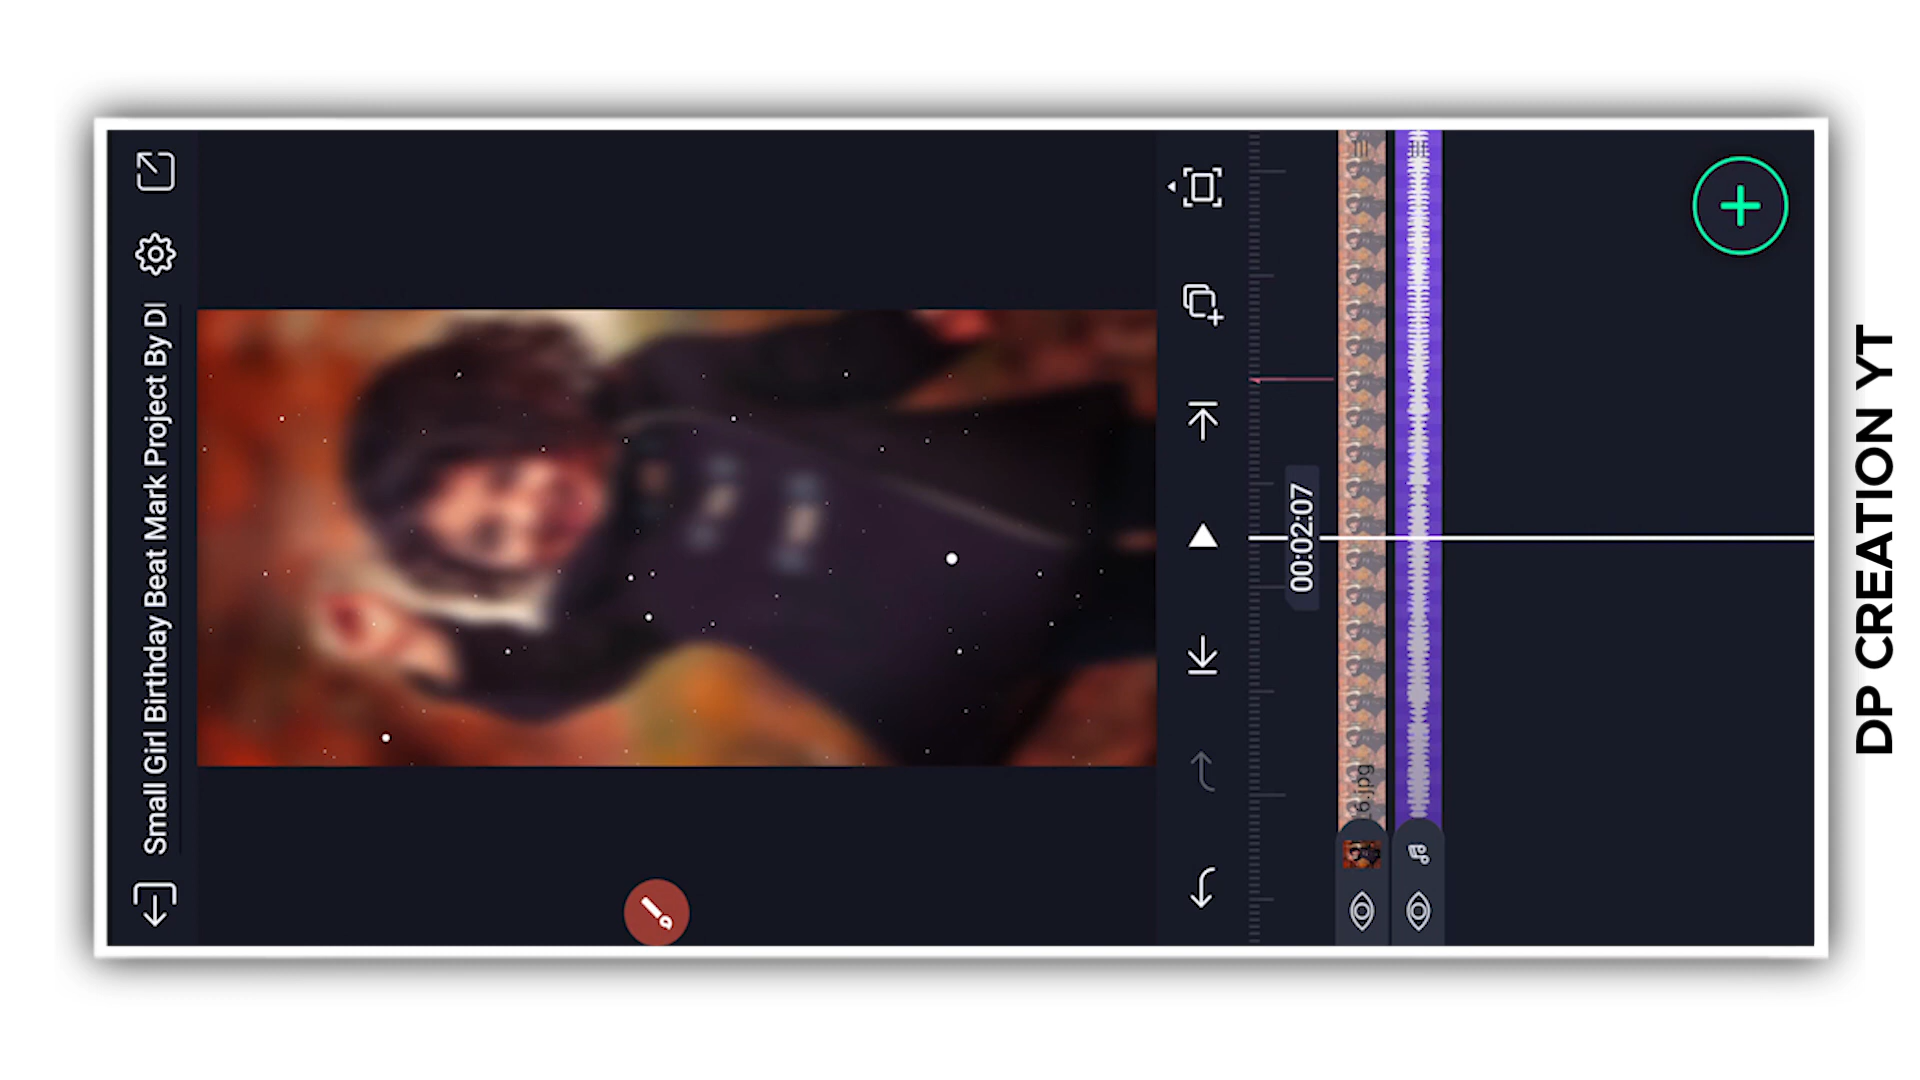 Small Girl Birthday Beat Mark Project By DI
00:02:07
6.jpg
DP CREATION YT